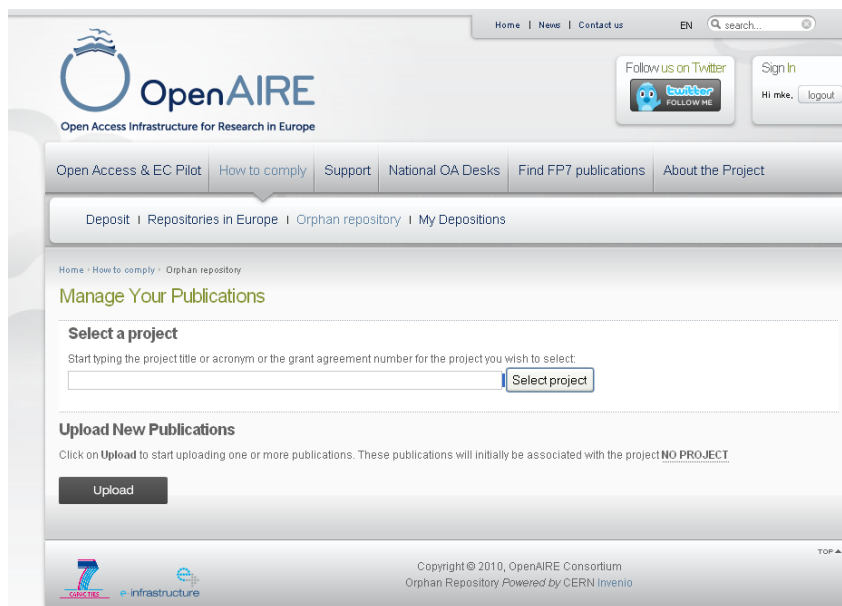 Home | News | Contact us
EN
search...
OpenAIRE
Open Access Infrastructure for Research in Europe
Follow us on Twitter
twitter
FOLLOW ME
Sign In
Hi mke, logout
Open Access & EC Pilot
How to comply
Support
National OA Desks
Find FP7 publications
About the Project
Deposit | Repositories in Europe | Orphan repository | My Depositions
Home › How to comply › Orphan repository
Manage Your Publications
Select a project
Start typing the project title or acronym or the grant agreement number for the project you wish to select:
Select project
Upload New Publications
Click on Upload to start uploading one or more publications. These publications will initially be associated with the project NO PROJECT
Upload
TOP
7
CAPACITIES
e-infrastructure
Copyright © 2010, OpenAIRE Consortium
Orphan Repository Powered by CERN Invenio